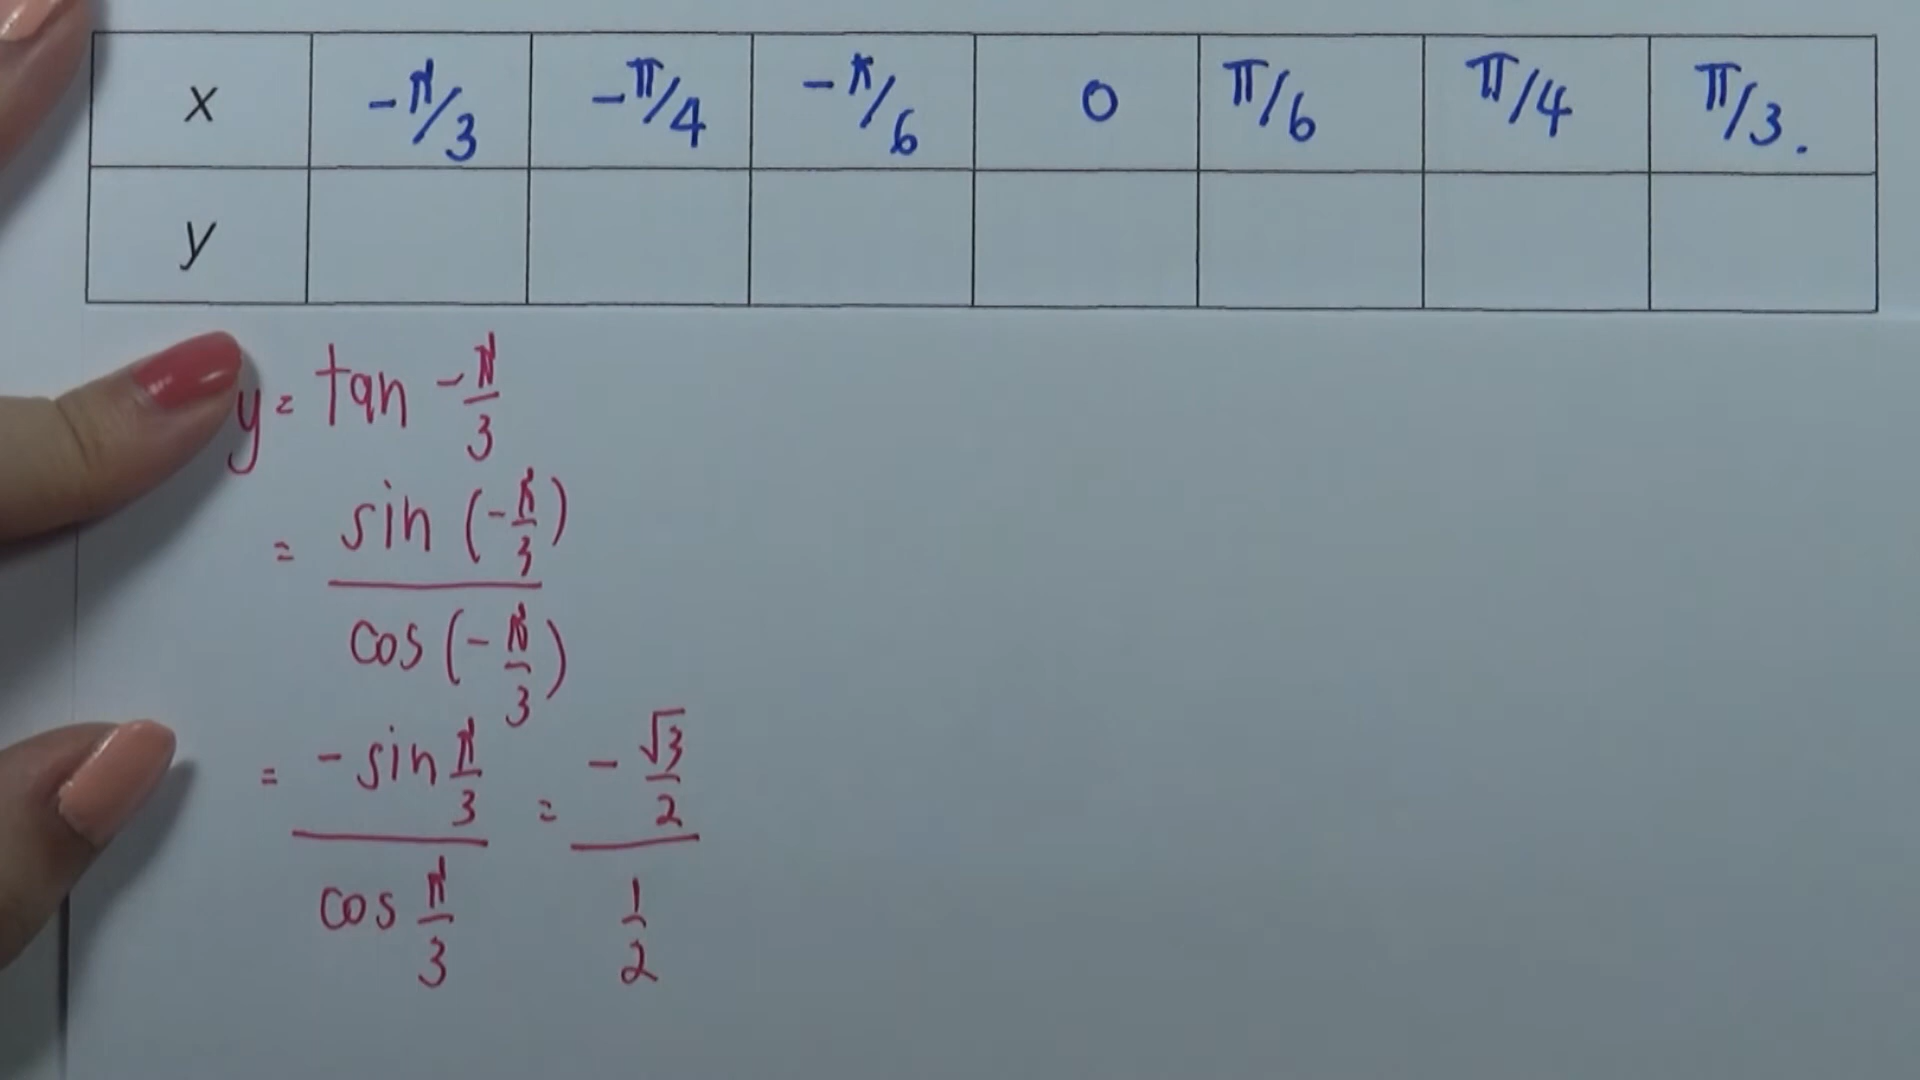 x -π/3 -π/4 -π/6 0 π/6 π/4 π/3.
y
y = tan -π/3
= sin (-π/3) / cos (-π/3)
= -sin π/3 / cos π/3 = -√3/2 / 1/2